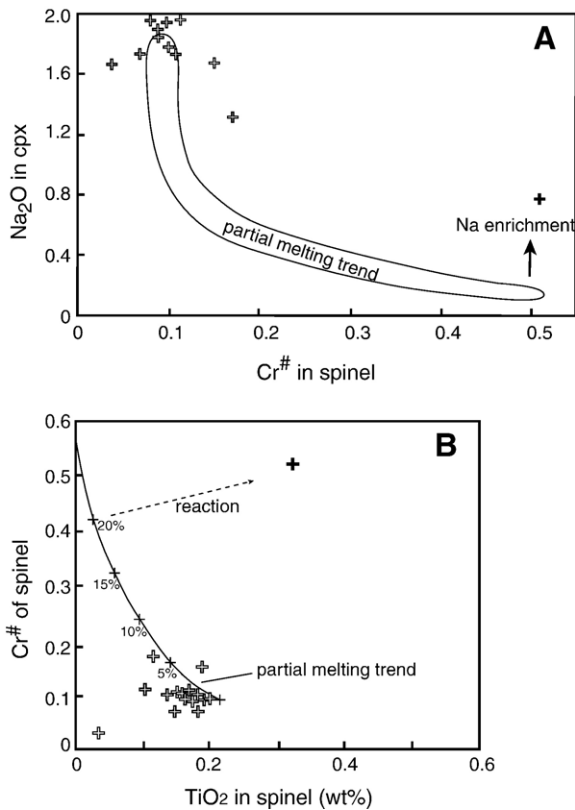 A
2.0
1.6
1.2
0.8
0.4
0
Na2O in cpx
partial melting trend
Na enrichment
0 0.1 0.2 0.3 0.4 0.5
Cr# in spinel
B
0.6
0.5
0.4
0.3
0.2
0.1
0
Cr# of spinel
20%
reaction
15%
10%
5%
partial melting trend
0 0.2 0.4 0.6
TiO2 in spinel (wt%)